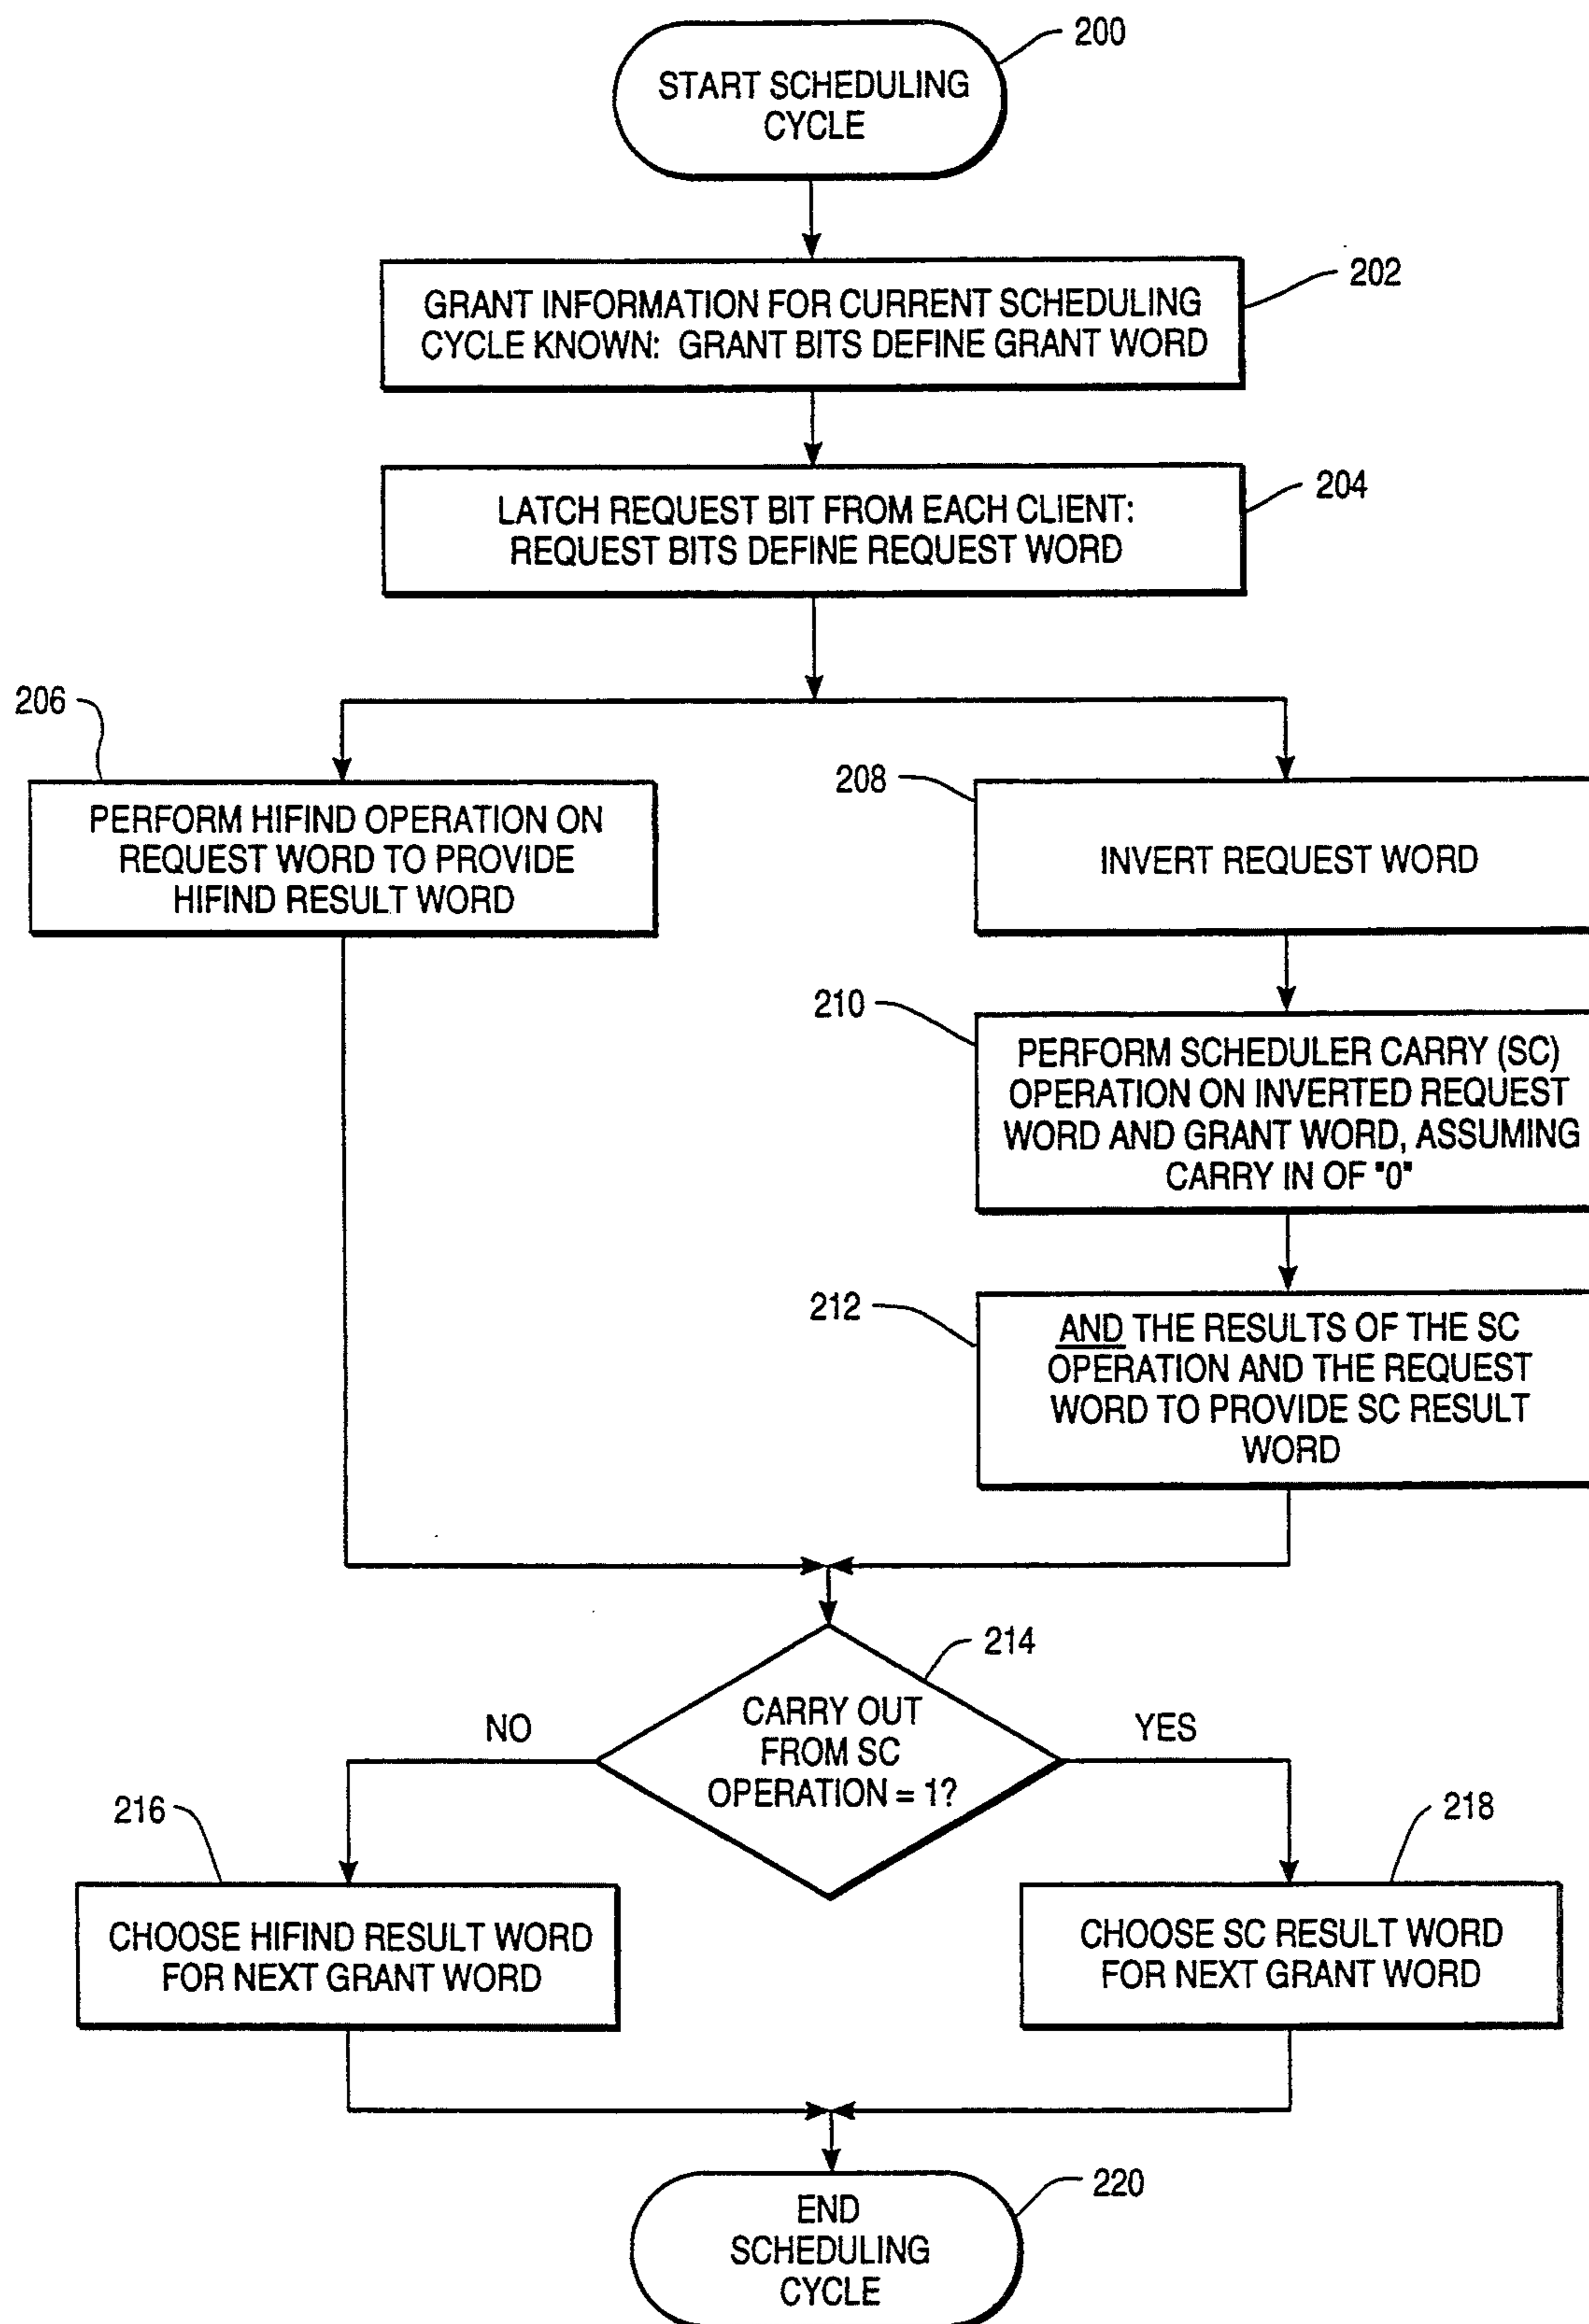 200
START SCHEDULING
CYCLE
202
GRANT INFORMATION FOR CURRENT SCHEDULING
CYCLE KNOWN: GRANT BITS DEFINE GRANT WORD
204
LATCH REQUEST BIT FROM EACH CLIENT:
REQUEST BITS DEFINE REQUEST WORD
206
PERFORM HIFIND OPERATION ON
REQUEST WORD TO PROVIDE
HIFIND RESULT WORD
208
INVERT REQUEST WORD
210
PERFORM SCHEDULER CARRY (SC)
OPERATION ON INVERTED REQUEST
WORD AND GRANT WORD, ASSUMING
CARRY IN OF "0"
212
AND THE RESULTS OF THE SC
OPERATION AND THE REQUEST
WORD TO PROVIDE SC RESULT
WORD
214
CARRY OUT
FROM SC
OPERATION = 1?
NO
YES
216
CHOOSE HIFIND RESULT WORD
FOR NEXT GRANT WORD
218
CHOOSE SC RESULT WORD
FOR NEXT GRANT WORD
220
END
SCHEDULING
CYCLE